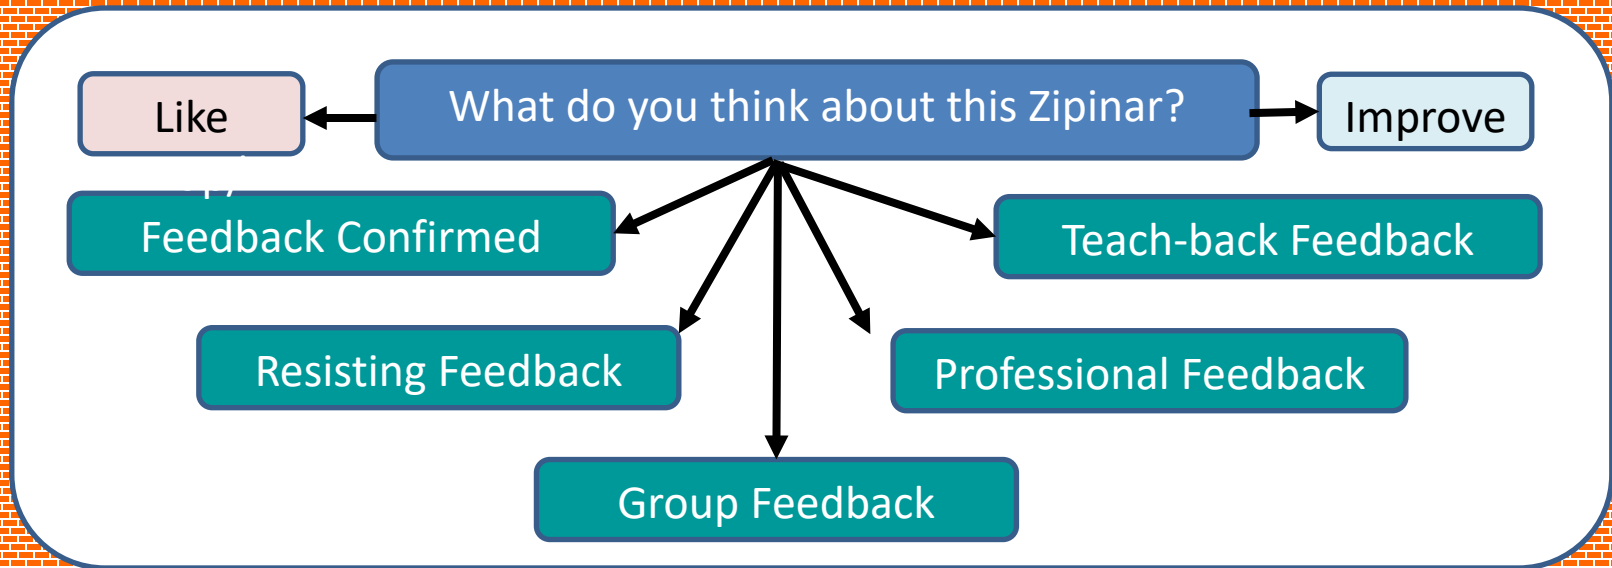 Like
What do you think about this Zipinar?
Improve
Feedback Confirmed
Teach-back Feedback
Resisting Feedback
Professional Feedback
Group Feedback